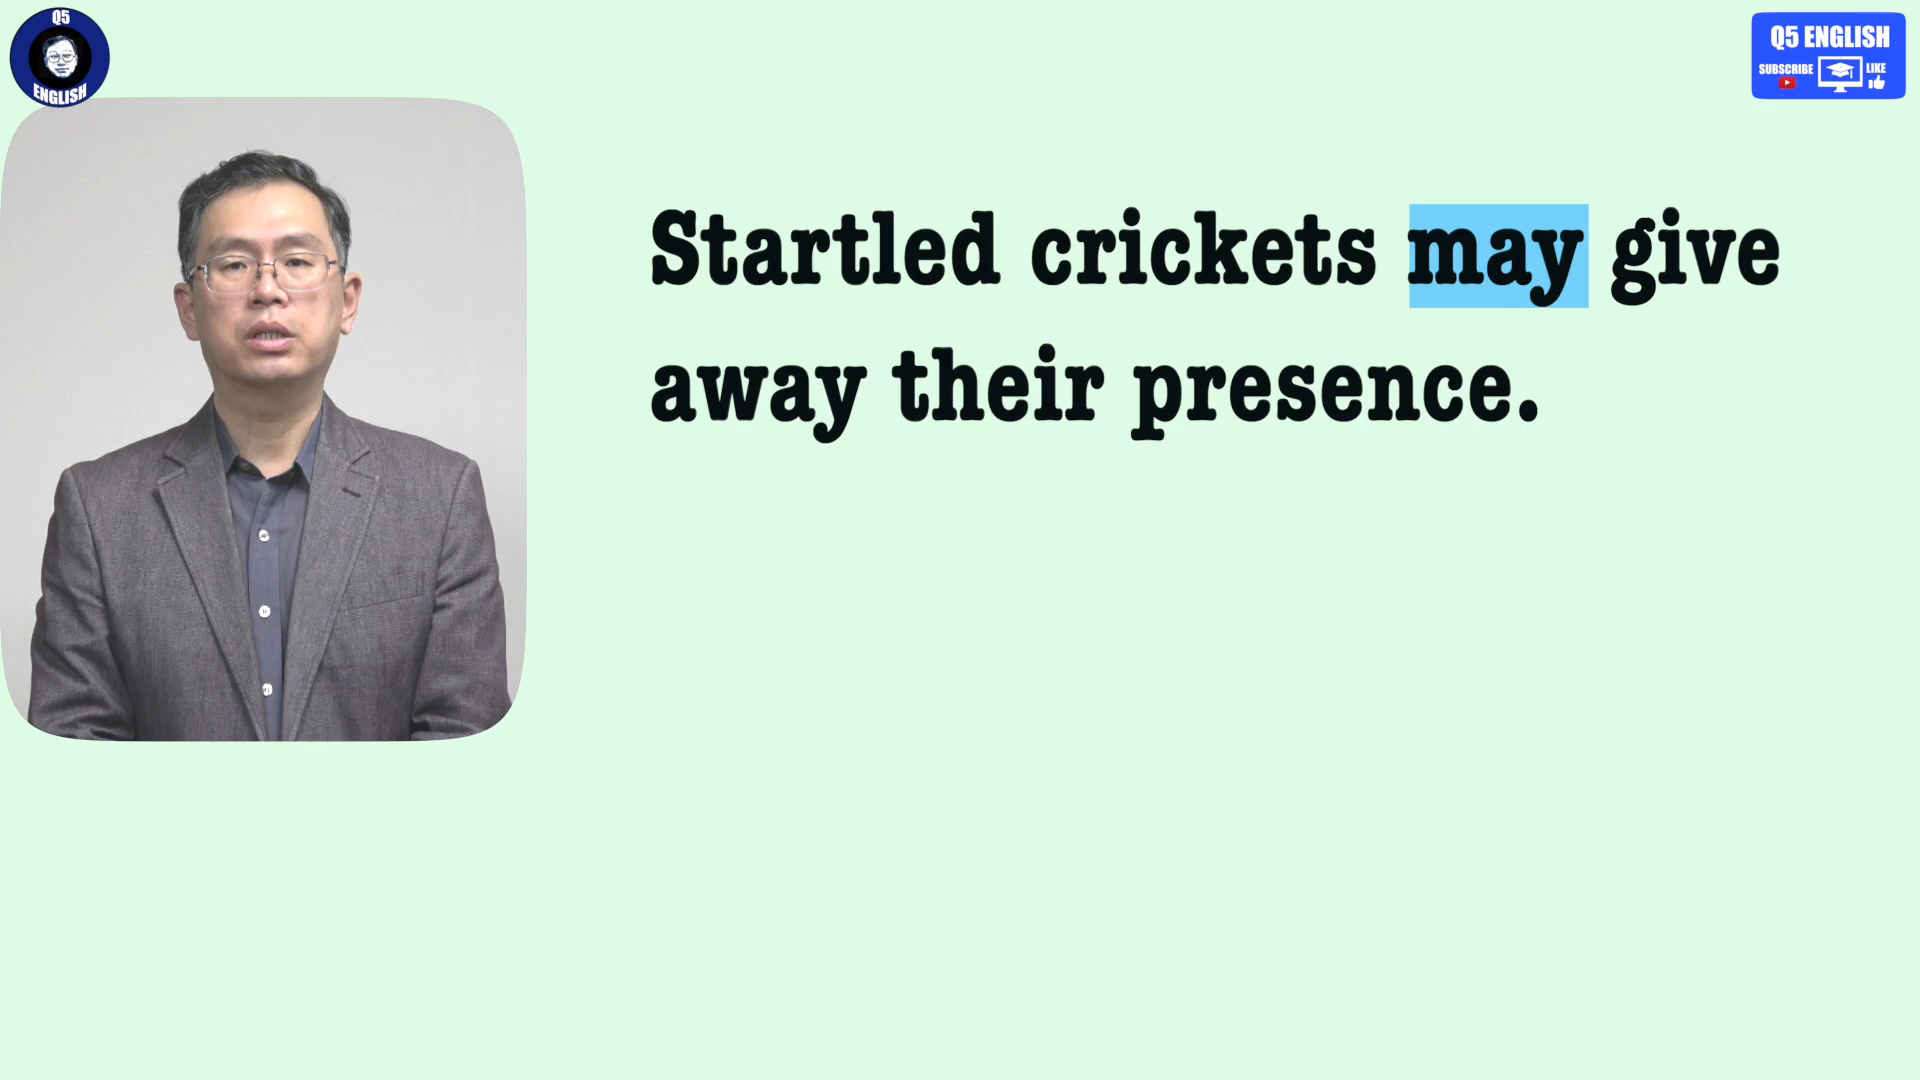 Q5
ENGLISH
Q5 ENGLISH
SUBSCRIBE
LIKE
Startled crickets may give
away their presence.